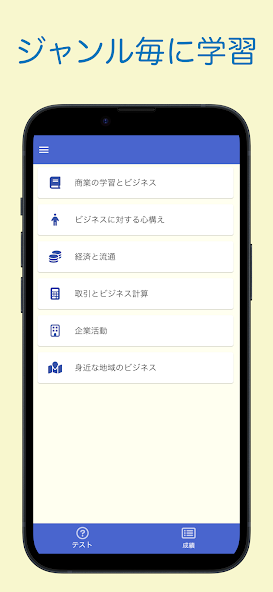 ジャンル毎に学習
商業の学習とビジネス
ビジネスに対する心構え
経済と流通
取引とビジネス計算
企業活動
身近な地域のビジネス
テスト
成績